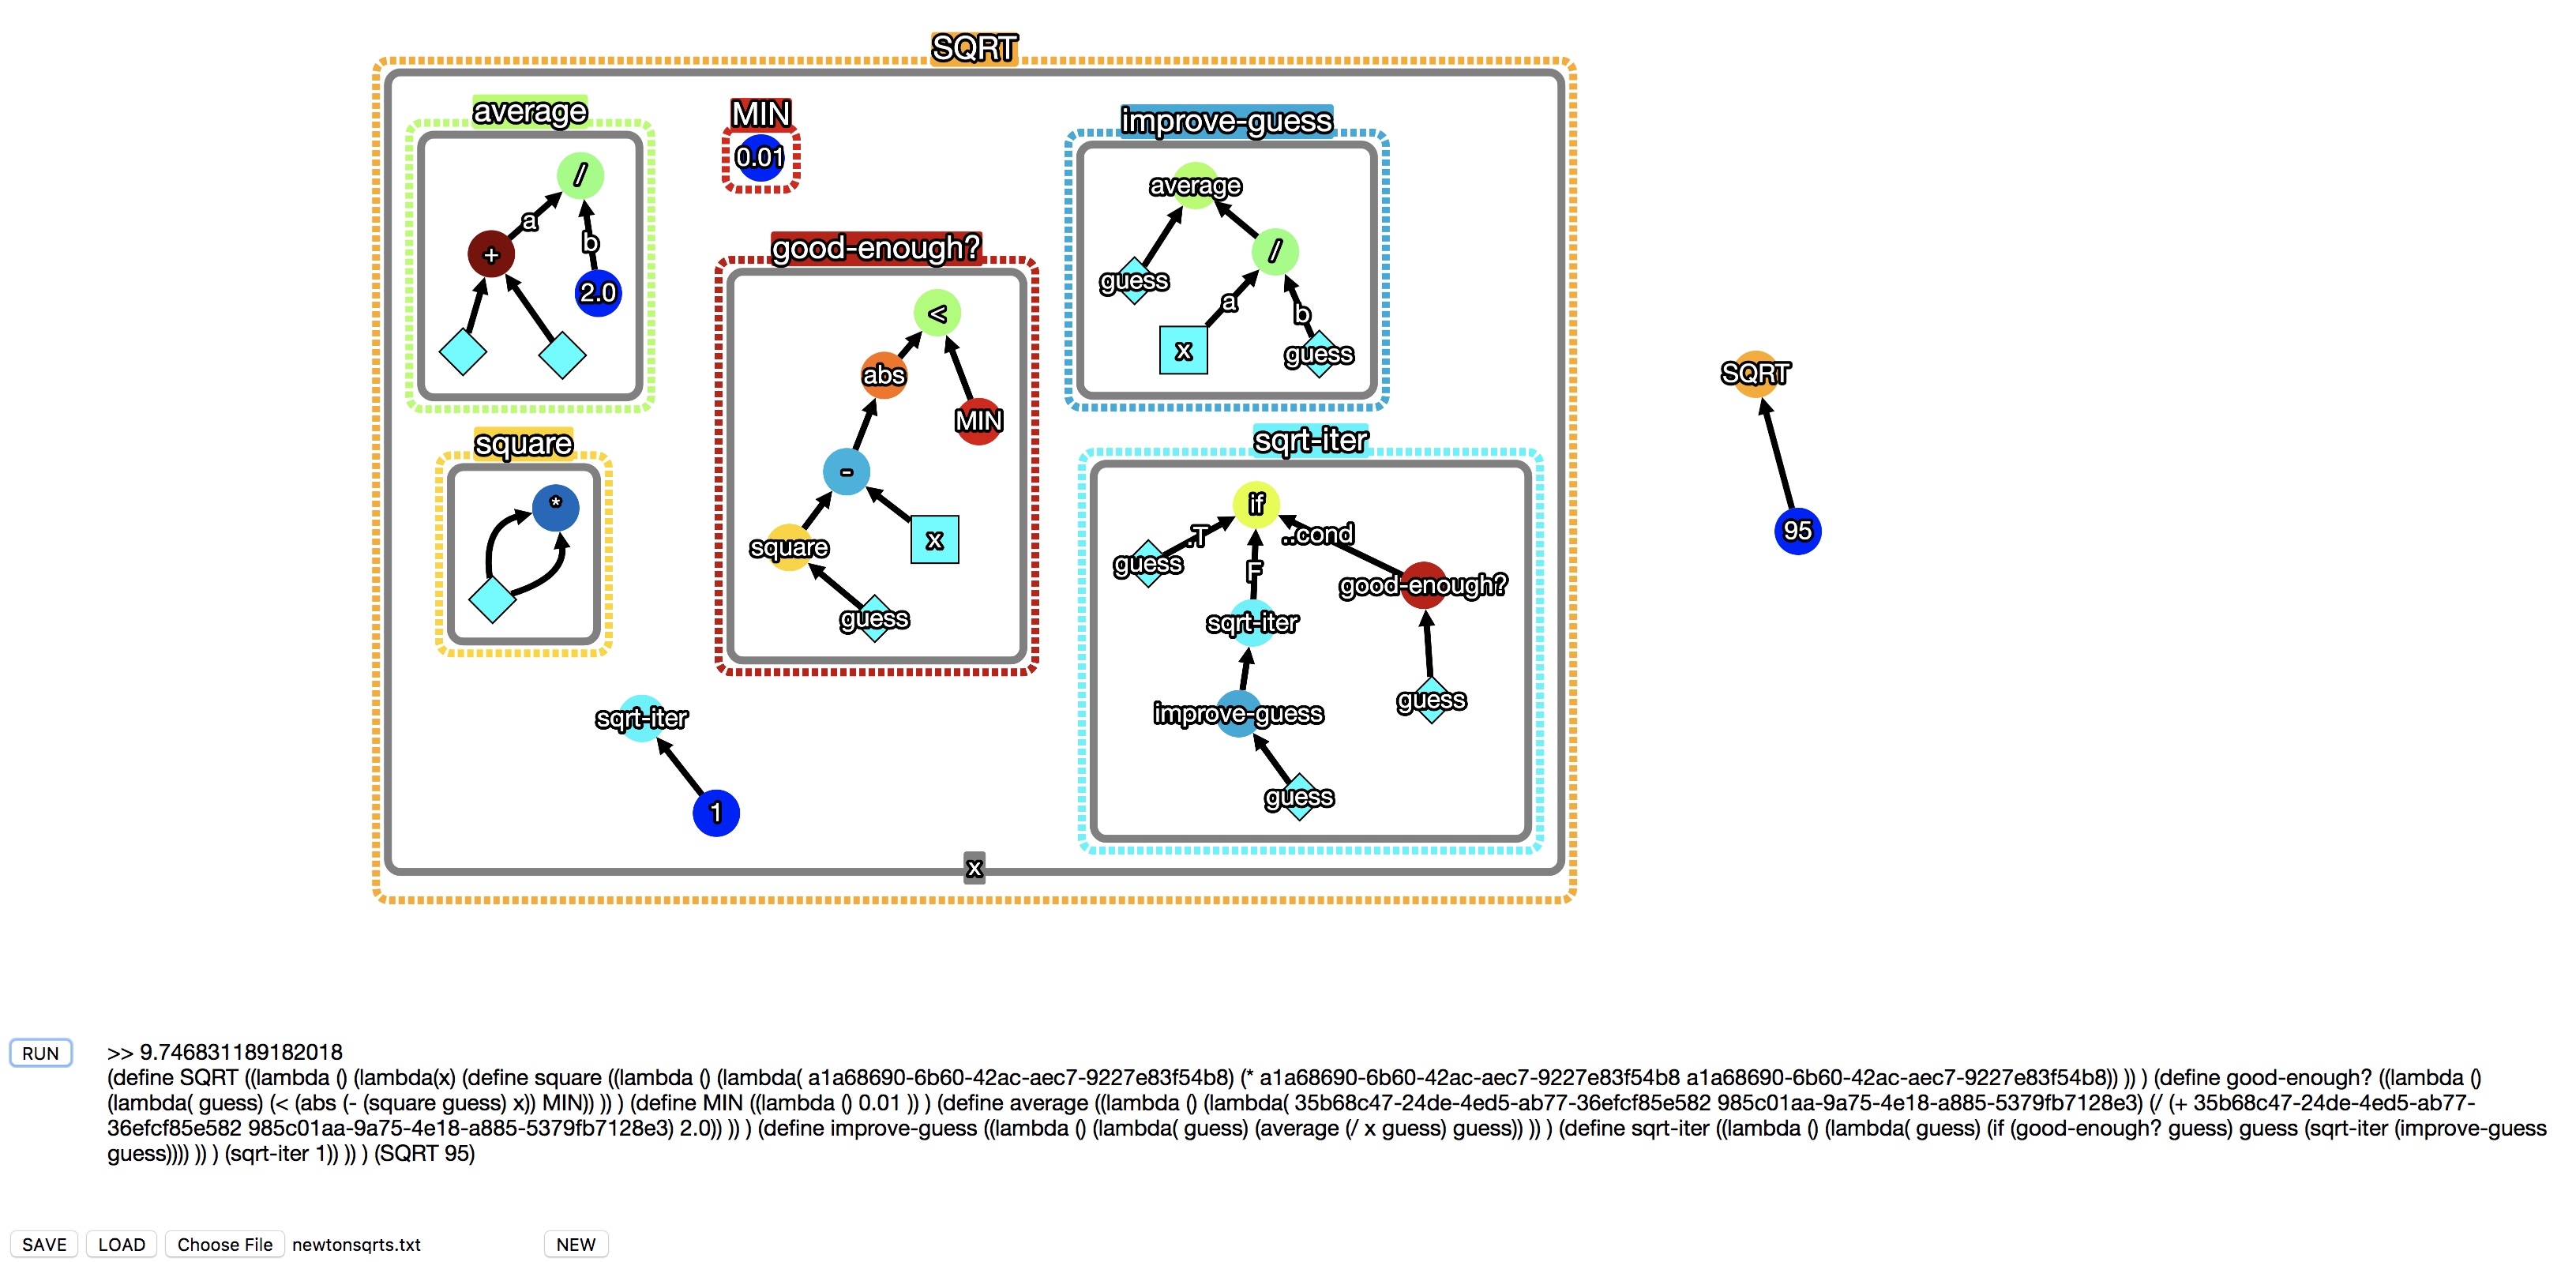 SQRT
average
/
a
+
b
2.0
MIN
0.01
improve-guess
average
guess
/
a
b
x
guess
good-enough?
<
abs
MIN
-
square
x
guess
square
*
sqrt-iter
if
guess
.T
..cond
F
good-enough?
sqrt-iter
guess
improve-guess
guess
sqrt-iter
1
x
SQRT
95
RUN
>> 9.746831189182018
(define SQRT ((lambda () (lambda(x) (define square ((lambda () (lambda( a1a68690-6b60-42ac-aec7-9227e83f54b8) (* a1a68690-6b60-42ac-aec7-9227e83f54b8 a1a68690-6b60-42ac-aec7-9227e83f54b8)) )) ) (define good-enough? ((lambda ()
(lambda( guess) (< (abs (- (square guess) x)) MIN)) )) ) (define MIN ((lambda () 0.01 )) ) (define average ((lambda () (lambda( 35b68c47-24de-4ed5-ab77-36efcf85e582 985c01aa-9a75-4e18-a885-5379fb7128e3) (/ (+ 35b68c47-24de-4ed5-ab77-
36efcf85e582 985c01aa-9a75-4e18-a885-5379fb7128e3) 2.0)) )) ) (define improve-guess ((lambda () (lambda( guess) (average (/ x guess) guess)) )) ) (define sqrt-iter ((lambda () (lambda( guess) (if (good-enough? guess) guess (sqrt-iter (improve-guess
guess)))) )) ) (sqrt-iter 1)) )) ) (SQRT 95)
SAVE LOAD Choose File newtonsqrts.txt NEW